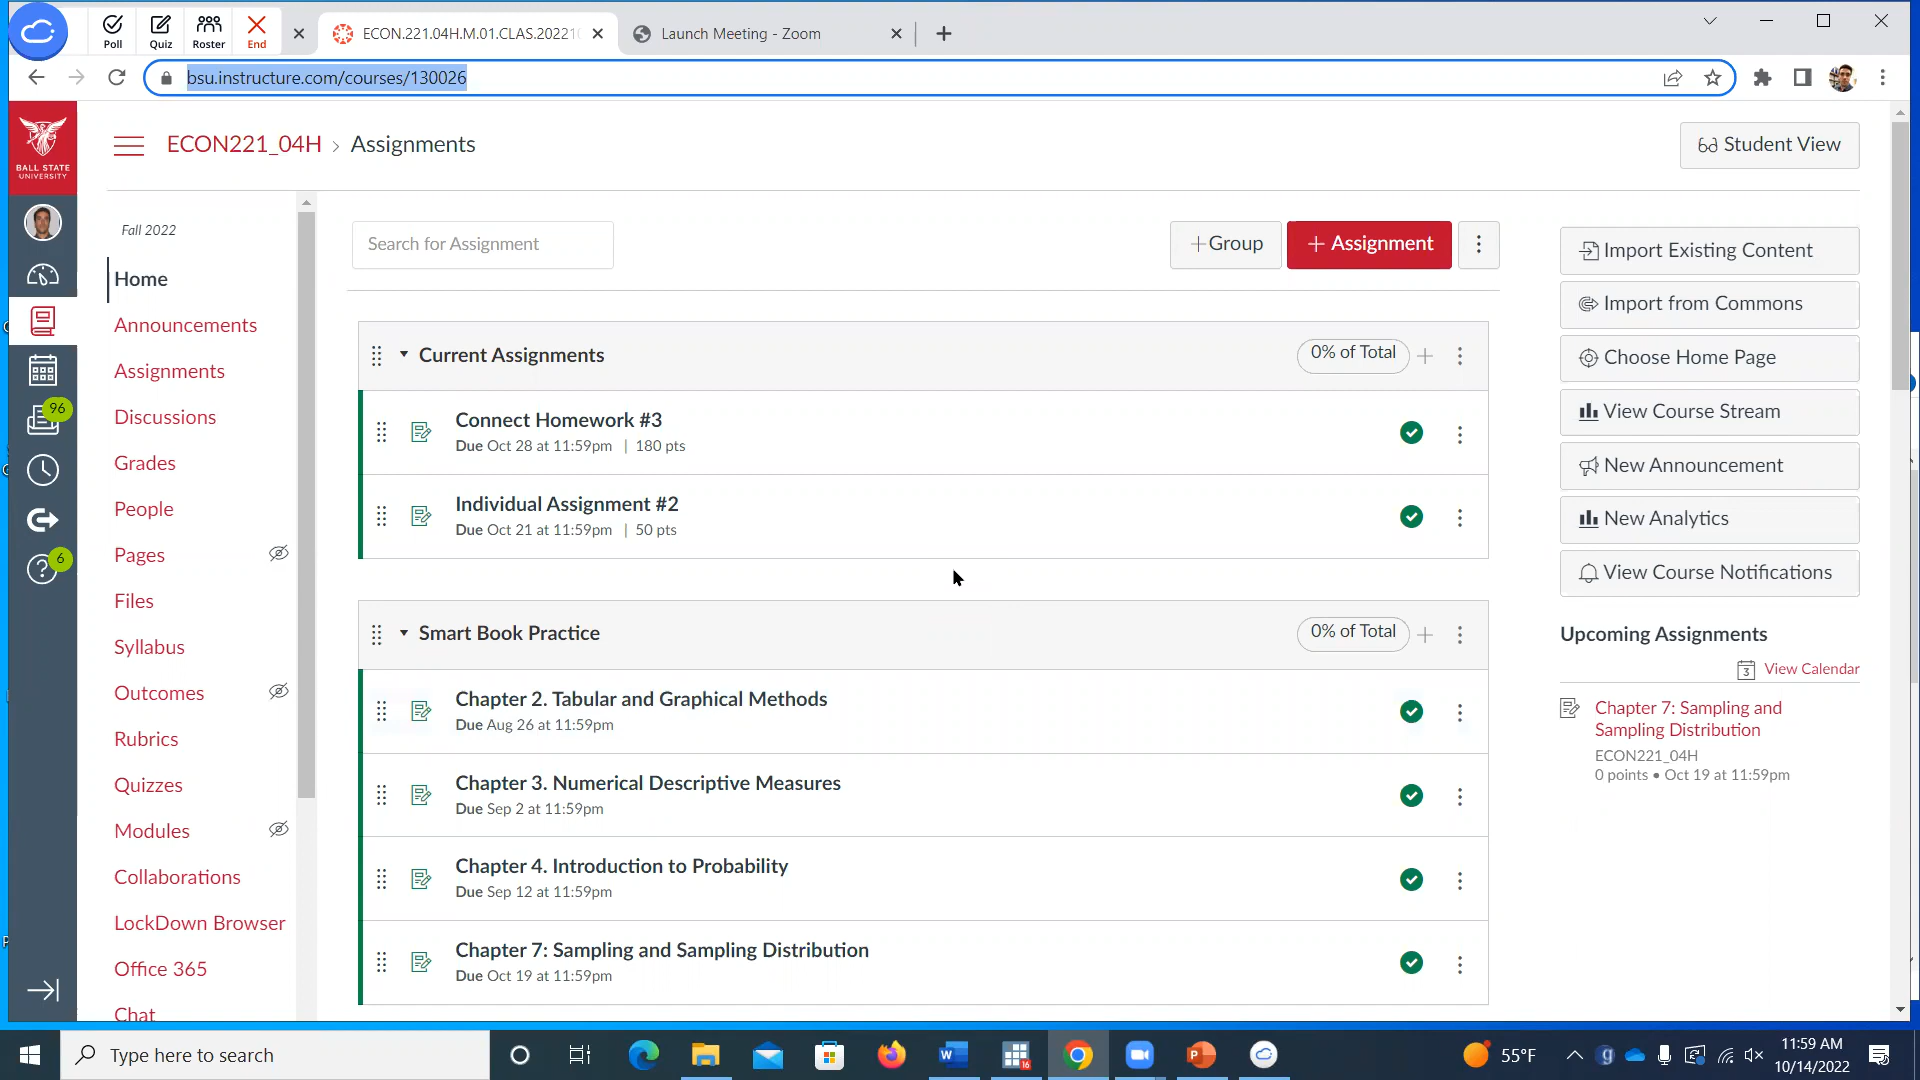 Poll
Quiz
Roster
End
ECON.221.04H.M.01.CLAS.20221
Launch Meeting - Zoom
bsu.instructure.com/courses/130026
BALL STATE
UNIVERSITY
ECON221_04H › Assignments
Student View
Fall 2022
Home
Announcements
Assignments
Discussions
Grades
People
Pages
Files
Syllabus
Outcomes
Rubrics
Quizzes
Modules
Collaborations
LockDown Browser
Office 365
Chat
96
6
Search for Assignment
+Group
+ Assignment
Current Assignments
0% of Total
Connect Homework #3
Due Oct 28 at 11:59pm | 180 pts
Individual Assignment #2
Due Oct 21 at 11:59pm | 50 pts
Smart Book Practice
0% of Total
Chapter 2. Tabular and Graphical Methods
Due Aug 26 at 11:59pm
Chapter 3. Numerical Descriptive Measures
Due Sep 2 at 11:59pm
Chapter 4. Introduction to Probability
Due Sep 12 at 11:59pm
Chapter 7: Sampling and Sampling Distribution
Due Oct 19 at 11:59pm
Import Existing Content
Import from Commons
Choose Home Page
View Course Stream
New Announcement
New Analytics
View Course Notifications
Upcoming Assignments
3 View Calendar
Chapter 7: Sampling and
Sampling Distribution
ECON221_04H
0 points • Oct 19 at 11:59pm
Type here to search
16
55°F
11:59 AM
10/14/2022